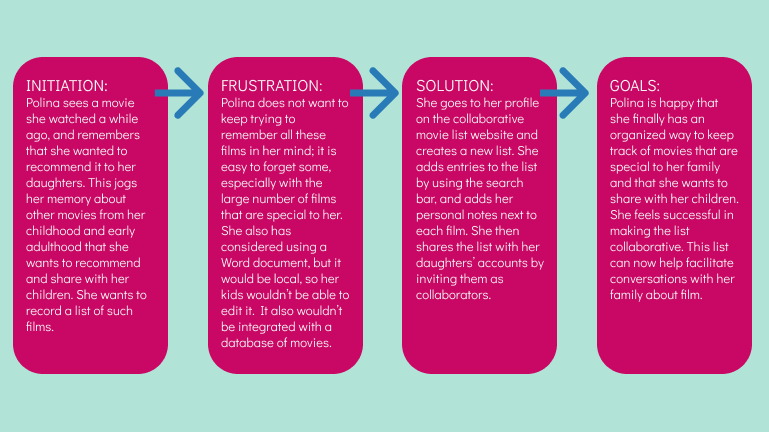 INITIATION:
Polina sees a movie
she watched a while
ago, and remembers
that she wanted to
recommend it to her
daughters. This jogs
her memory about
other movies from her
childhood and early
adulthood that she
wants to recommend
and share with her
children. She wants to
record a list of such
films.
FRUSTRATION:
Polina does not want to
keep trying to
remember all these
films in her mind; it is
easy to forget some,
especially with the
large number of films
that are special to her.
She also has
considered using a
Word document, but it
would be local, so her
kids wouldn't be able to
edit it.  It also wouldn't
be integrated with a
database of movies.
SOLUTION:
She goes to her profile
on the collaborative
movie list website and
creates a new list. She
adds entries to the list
by using the search
bar, and adds her
personal notes next to
each film. She then
shares the list with her
daughters' accounts by
inviting them as
collaborators.
GOALS:
Polina is happy that
she finally has an
organized way to keep
track of movies that are
special to her family
and that she wants to
share with her children.
She feels successful in
making the list
collaborative. This list
can now help facilitate
conversations with her
family about film.